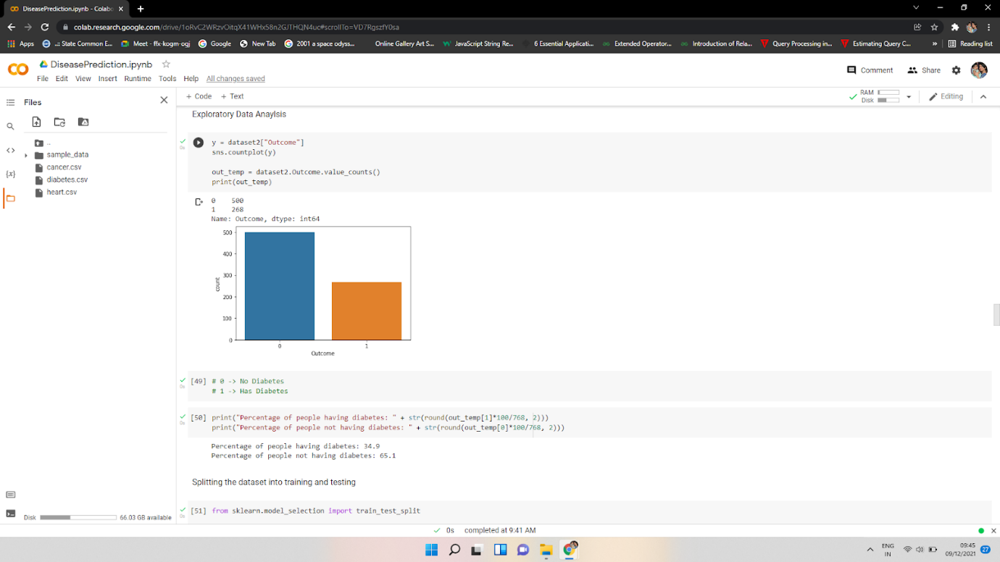 DiseasePrediction.ipynb - Colabo
colab.research.google.com/drive/1oRvC2WRzvOitqX41WHx58n2GJTHQN4uc#scrollTo=VD7RgszfY0sa
Apps ..:: State Common E... Meet - ffx-kogm-ogj Google New Tab 2001 a space odyss... Online Gallery Art S... JavaScript String Re... 6 Essential Applicati... Extended Operator... Introduction of Rela... Query Processing in... Estimating Query C... » Reading list
DiseasePrediction.ipynb
File Edit View Insert Runtime Tools Help All changes saved
Comment Share
Files
+ Code + Text
RAM
Disk
Editing
..
sample_data
cancer.csv
diabetes.csv
heart.csv
Exploratory Data Anaylsis
0s
y = dataset2["Outcome"]
sns.countplot(y)
out_temp = dataset2.Outcome.value_counts()
print(out_temp)
0 500
1 268
Name: Outcome, dtype: int64
500
400
300
200
100
0
count
0 1
Outcome
0s
[49] # 0 -> No Diabetes
# 1 -> Has Diabetes
0s
[50] print("Percentage of people having diabetes: " + str(round(out_temp[1]*100/768, 2)))
print("Percentage of people not having diabetes: " + str(round(out_temp[0]*100/768, 2)))
Percentage of people having diabetes: 34.9
Percentage of people not having diabetes: 65.1
Splitting the dataset into training and testing
0s
[51] from sklearn.model_selection import train_test_split
Disk 66.03 GB available
0s completed at 9:41 AM
ENG
IN
09:45
09/12/2021
27